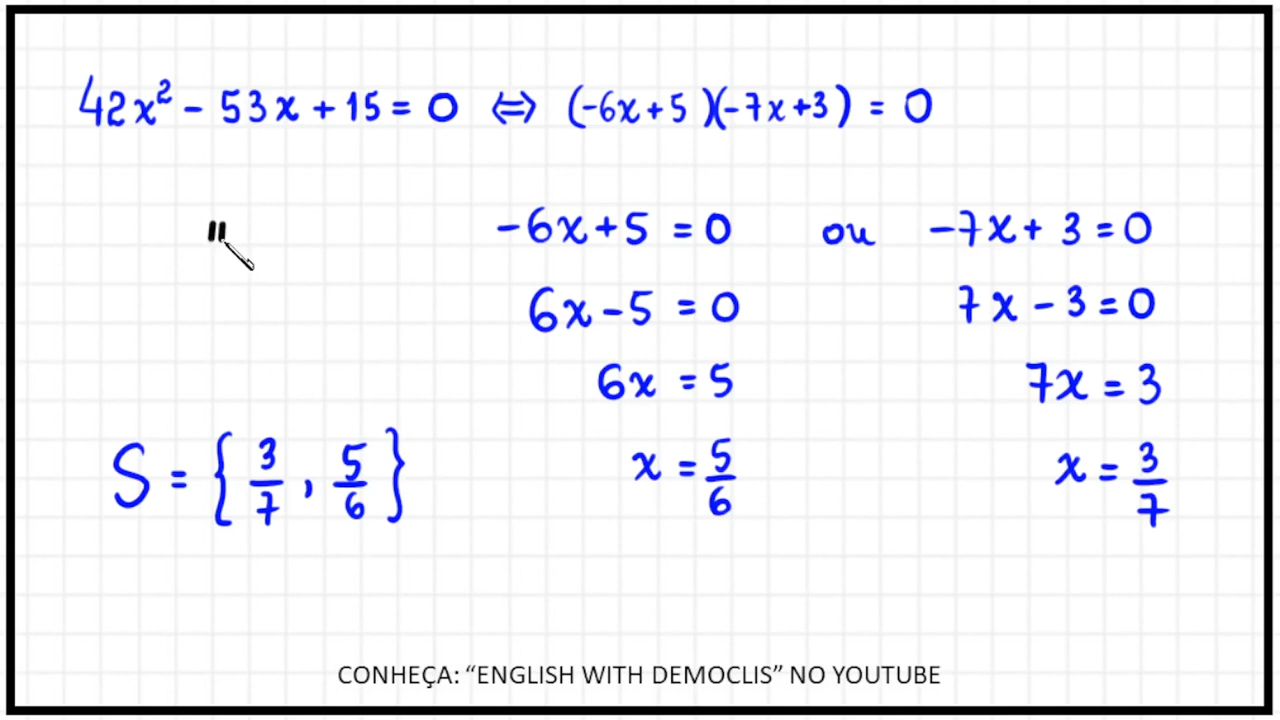 42x² - 53x + 15 = 0 ⇔ (-6x+5)(-7x+3) = 0
"
-6x+5 = 0 ou -7x+3=0
6x-5 = 0 7x-3=0
6x = 5 7x = 3
S = {3/7, 5/6} x = 5/6 x = 3/7
CONHEÇA: “ENGLISH WITH DEMOCLIS” NO YOUTUBE